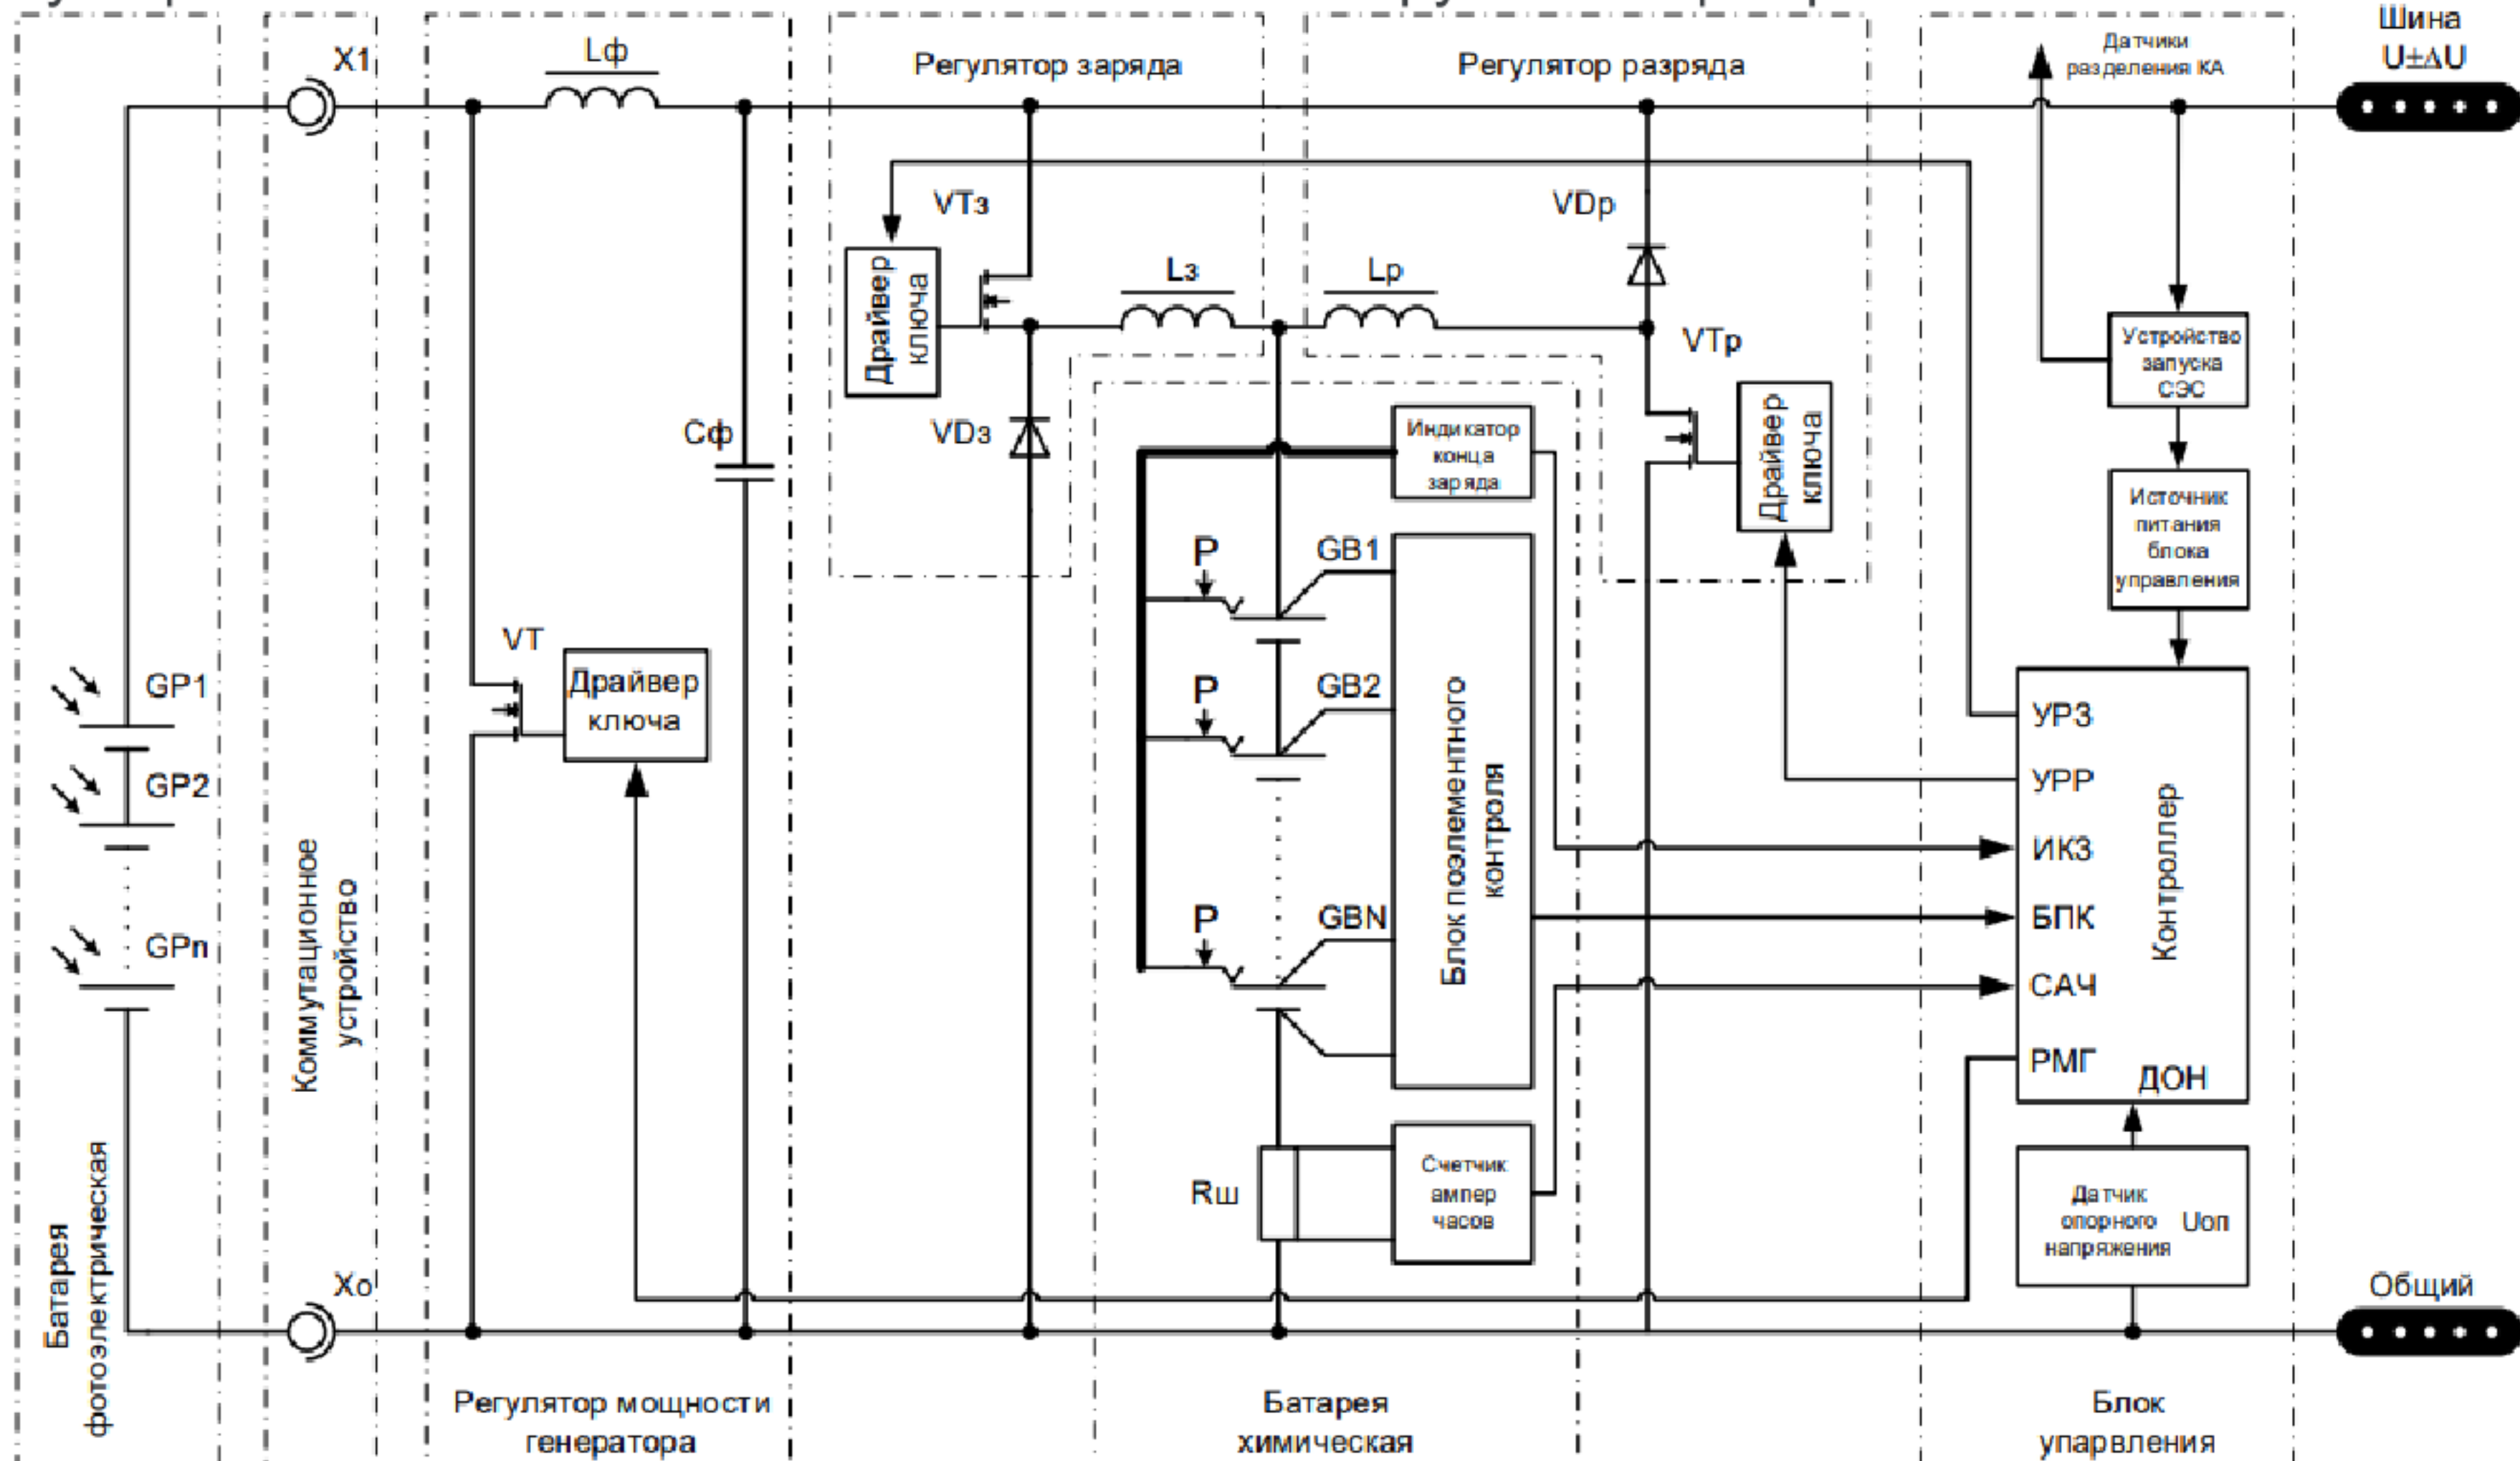 X1
Lф
Регулятор заряда
Регулятор разряда
Датчики
разделения КА
Шина
U±ΔU
VTз
VDр
Драйвер
ключа
Lз
Lр
VTр
Устройство
запуска
СЭС
Cф
VDз
Индикатор
конца
заряда
Драйвер
ключа
Источник
питания
блока
управления
P
GB1
VT
Драйвер
ключа
GP1
P
GB2
Блок поэлементного
контроля
УРЗ
GP2
УРР
Контроллер
ИКЗ
Коммутационное
устройство
P
GBN
БПК
GPn
САЧ
РМГ
ДОН
Rш
Счетчик
ампер
часов
Датчик
опорного
напряжения
Uоп
Батарея
фотоэлектрическая
Xo
Общий
Регулятор мощности
генератора
Батарея
химическая
Блок
упарвления